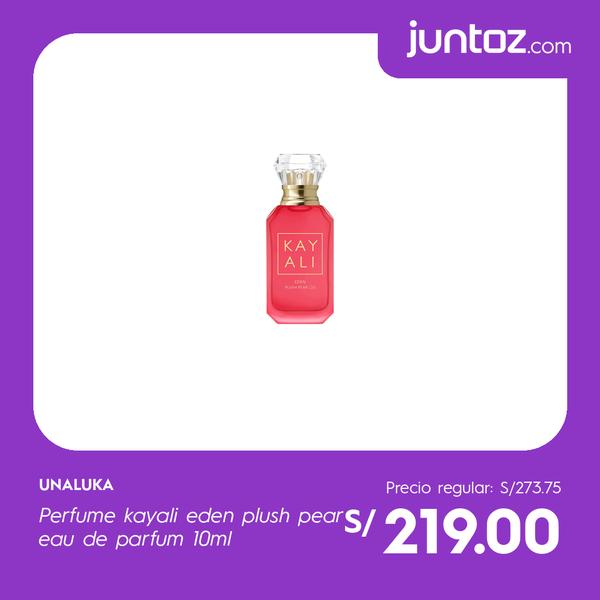 juntoz.com
KAY
ALI
EDEN
UNALUKA
Perfume kayali eden plush pear
eau de parfum 10ml
Precio regular: S/273.75
S/ 219.00